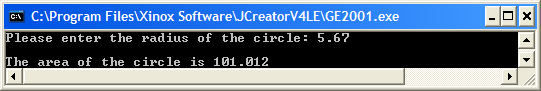 C:\Program Files\Xinox Software\JCreatorV4LE\GE2001.exe
Please enter the radius of the circle: 5.67
The area of the circle is 101.012